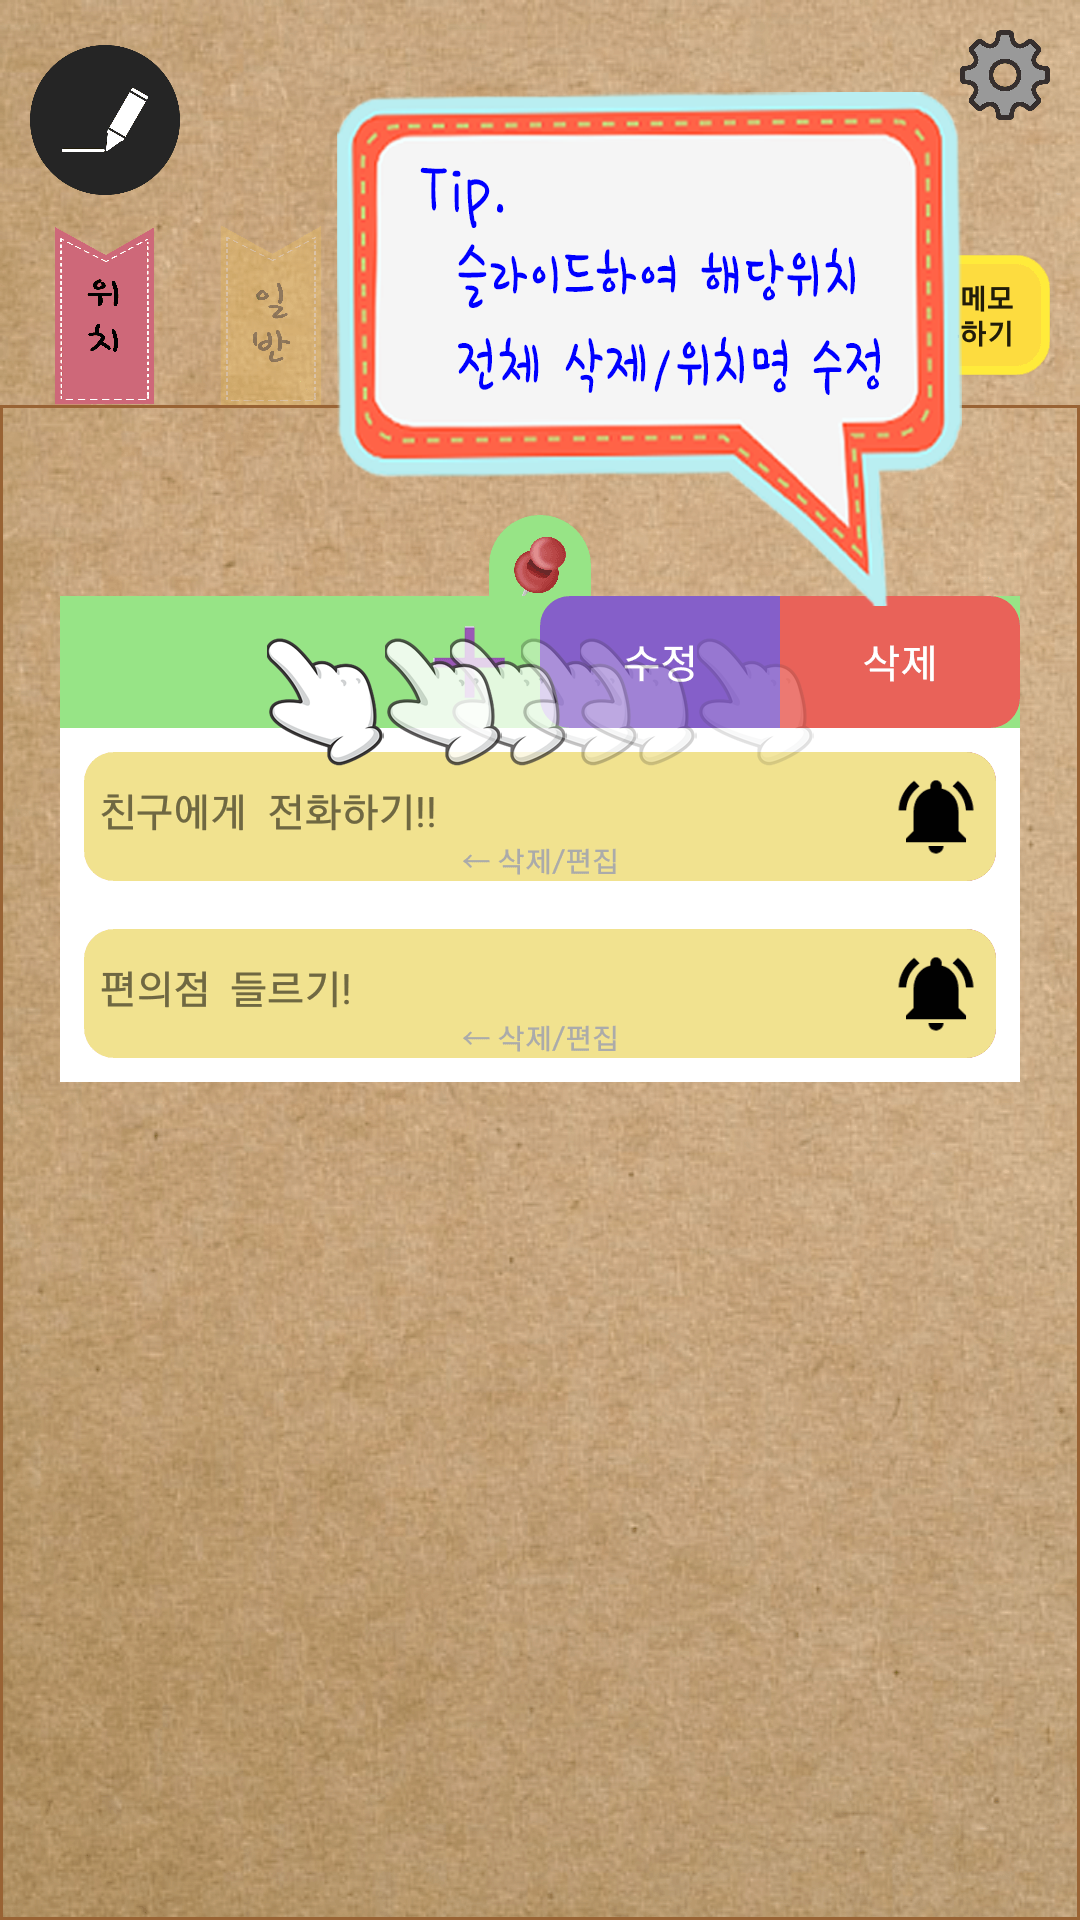 Tip.
슬라이드하여 해당위치
전체 삭제/위치명 수정
위
치
일
반
메모
하기
수정
삭제
친구에게 전화하기!!
← 삭제/편집
편의점 들르기!
← 삭제/편집